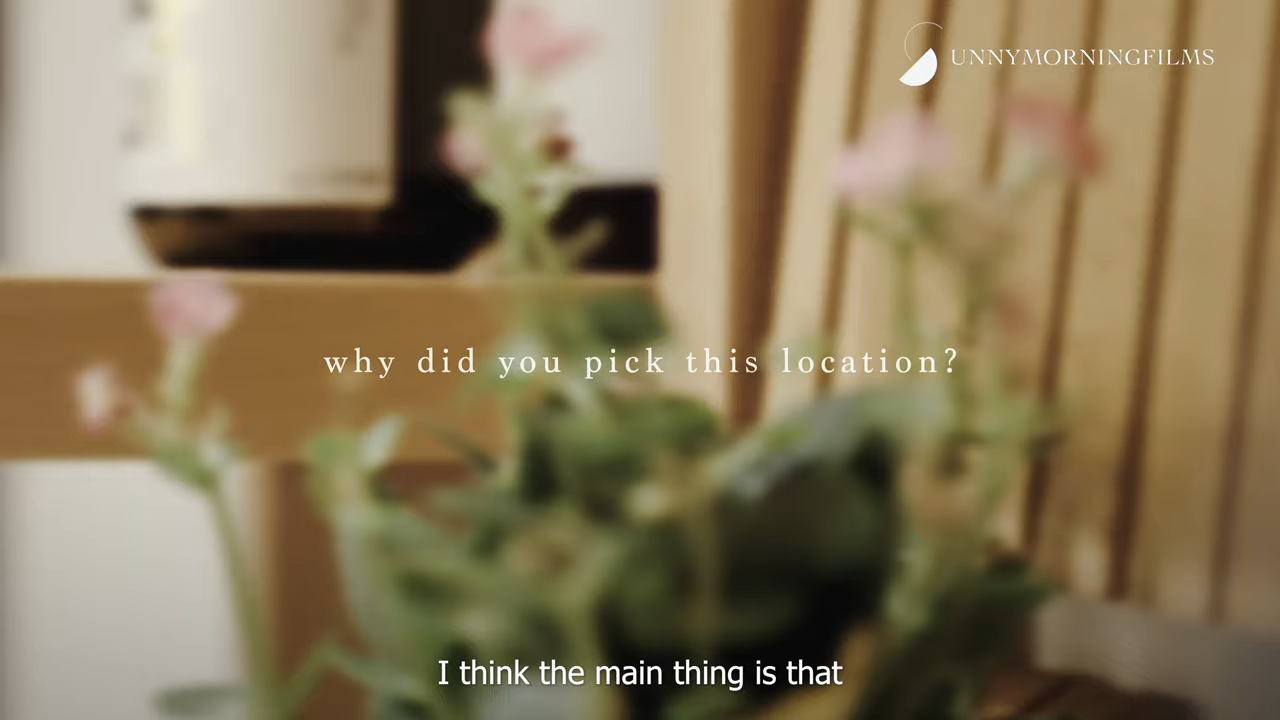 UNNYMORNINGFILMS
why did you pick this location?
I think the main thing is that